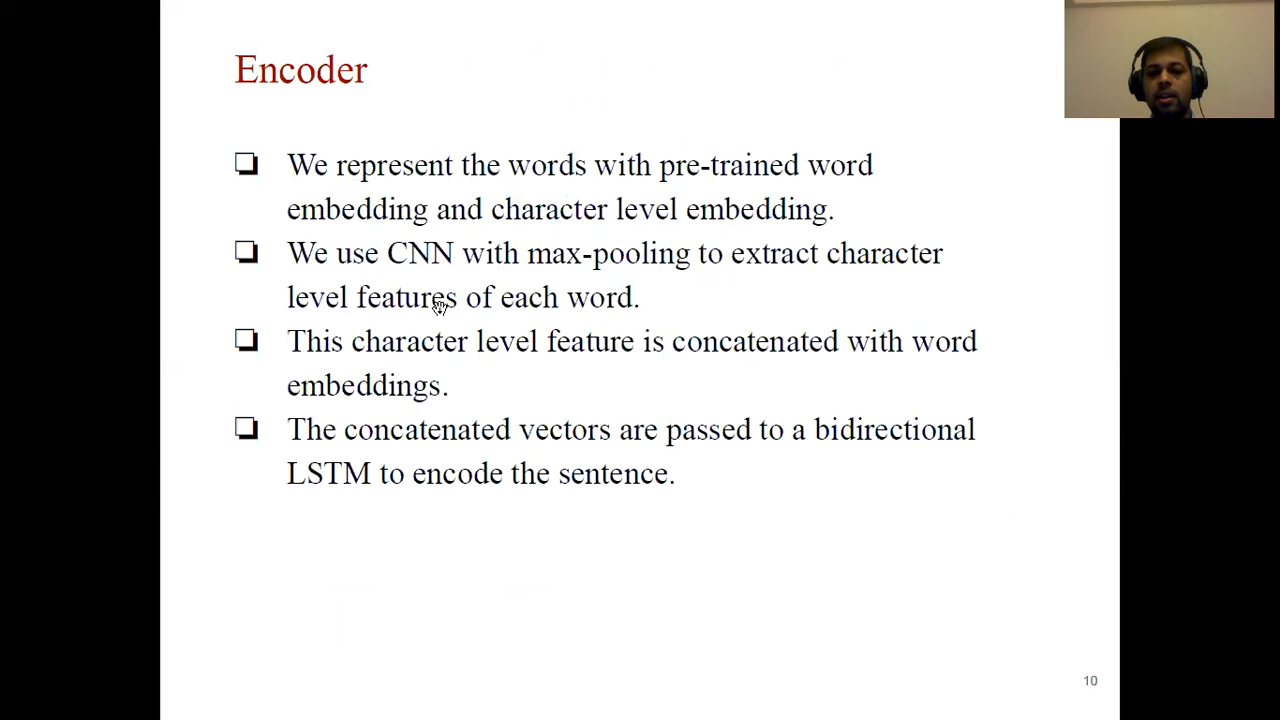 Encoder
❏ We represent the words with pre-trained word
embedding and character level embedding.
❏ We use CNN with max-pooling to extract character
level features of each word.
❏ This character level feature is concatenated with word
embeddings.
❏ The concatenated vectors are passed to a bidirectional
LSTM to encode the sentence.
10